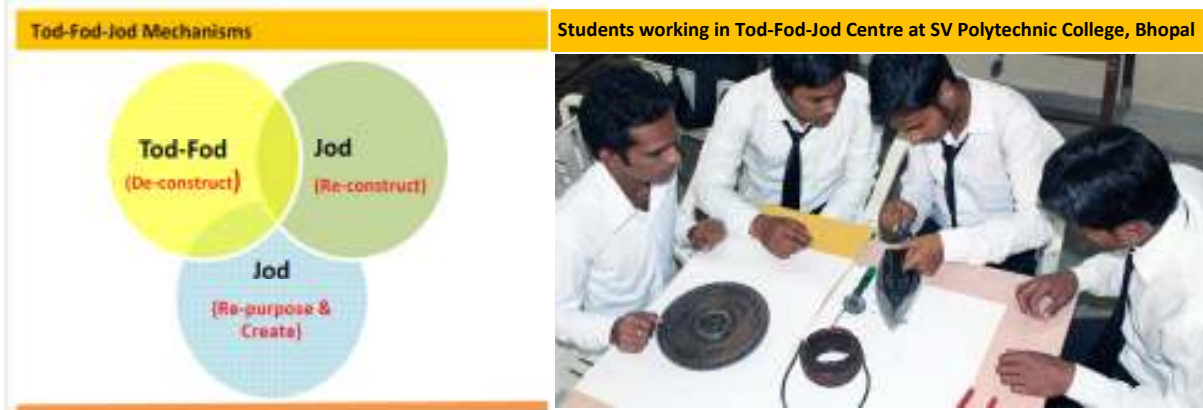 Tod-Fod-Jod Mechanisms
Tod-Fod
(De-construct)
Jod
(Re-construct)
Jod
(Re-purpose &
Create)
Students working in Tod-Fod-Jod Centre at SV Polytechnic College, Bhopal